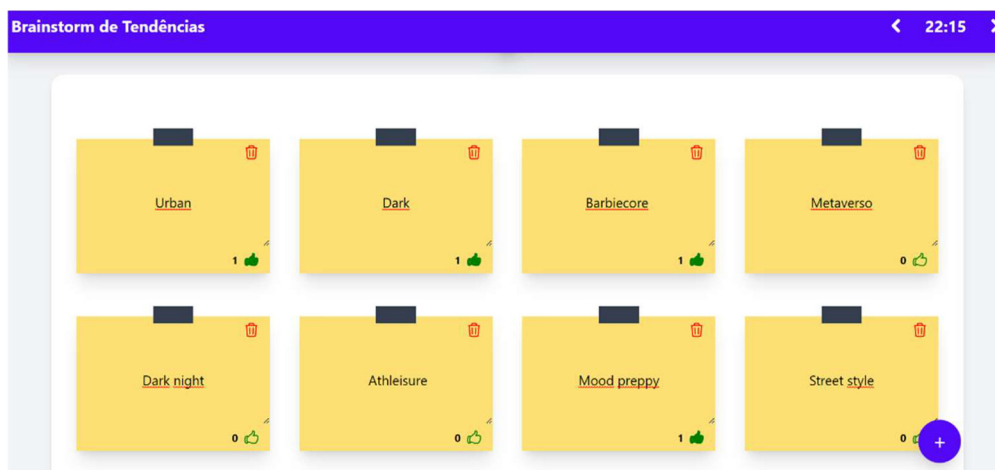 Brainstorm de Tendências
22:15
Urban
1
Dark
1
Barbiecore
1
Metaverso
0
Dark night
0
Athleisure
0
Mood preppy
1
Street style
0